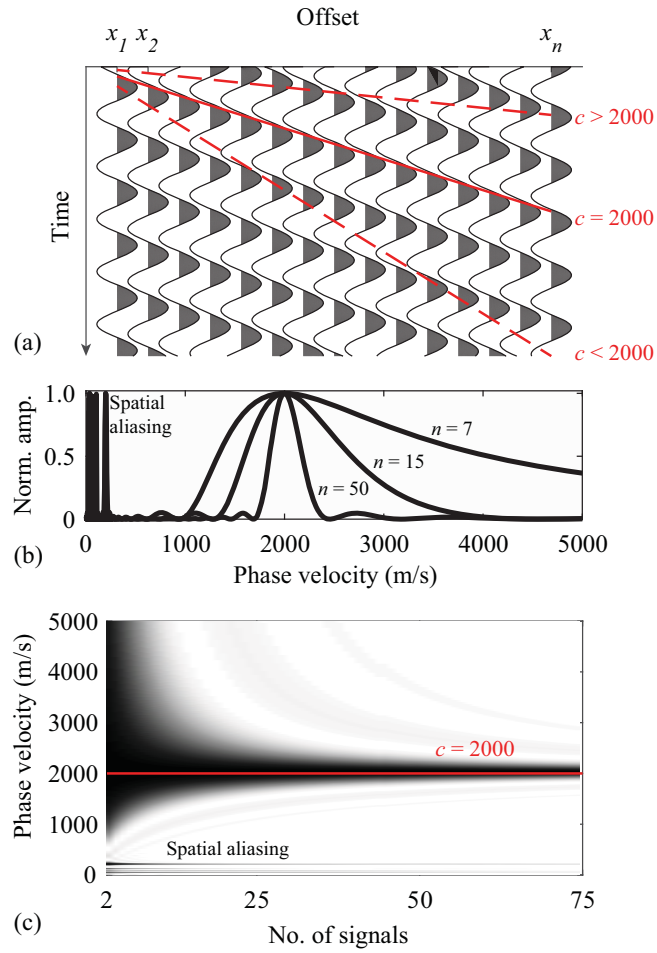 Offset
x1 x2 xn
Time
c > 2000
c = 2000
c < 2000
(a)
Norm. amp.
1.0
0.5
0
Spatial
aliasing
n = 7
n = 15
n = 50
0 1000 2000 3000 4000 5000
Phase velocity (m/s)
(b)
Phase velocity (m/s)
5000
4000
3000
2000
1000
0
c = 2000
Spatial aliasing
2 25 50 75
No. of signals
(c)